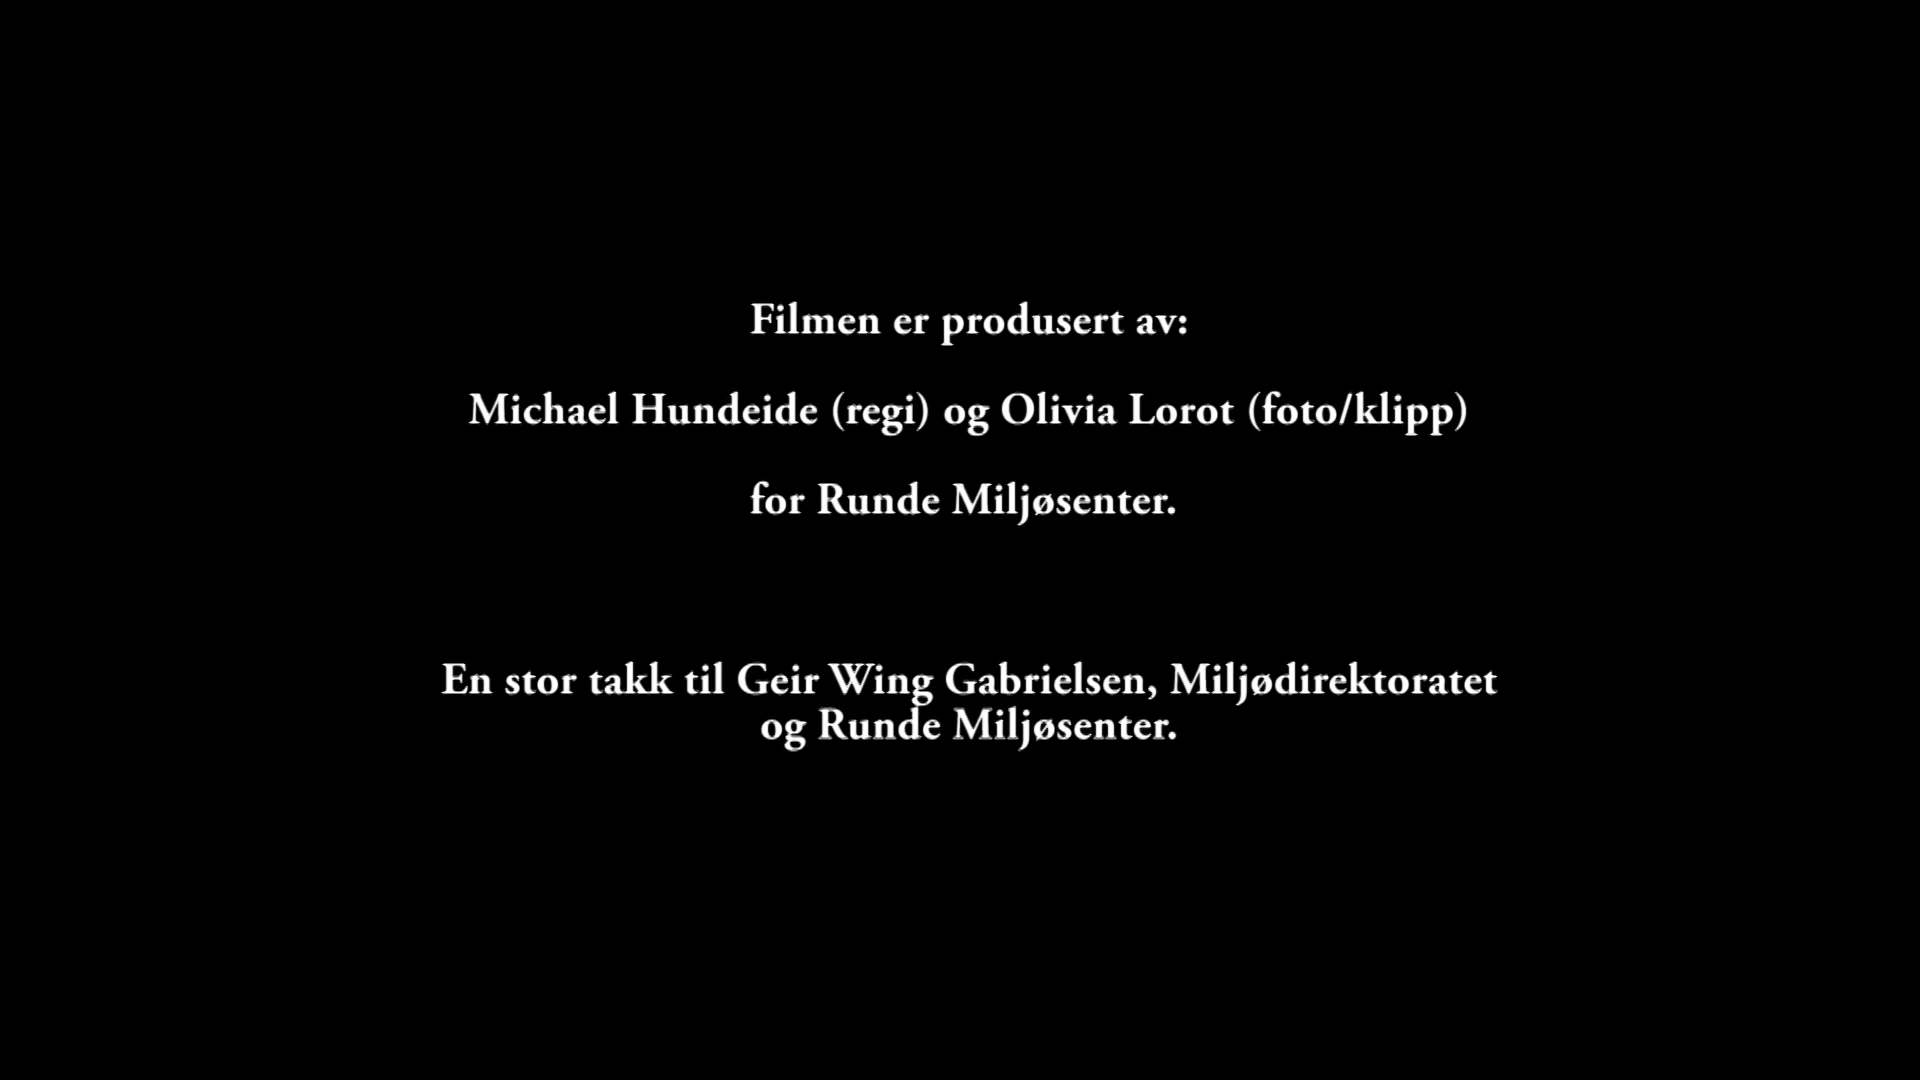 Filmen er produsert av:
Michael Hundeide (regi) og Olivia Lorot (foto/klipp)
for Runde Miljøsenter.
En stor takk til Geir Wing Gabrielsen, Miljødirektoratet
og Runde Miljøsenter.